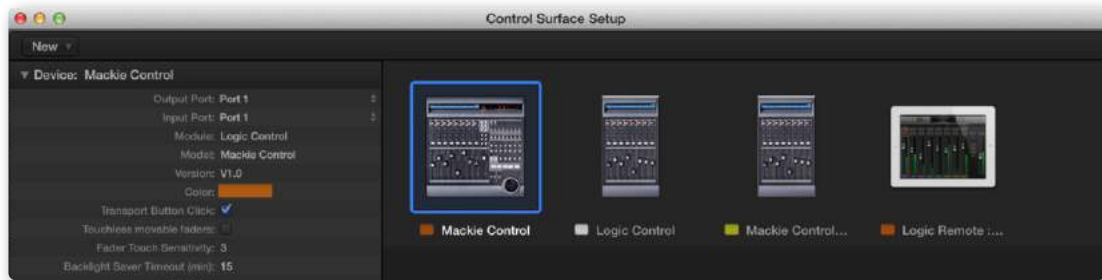 Control Surface Setup
New
Device: Mackie Control
Output Port: Port 1
Input Port: Port 1
Module: Logic Control
Model: Mackie Control
Version: V1.0
Color:
Transport Button Click:
Touchless movable faders:
Fader Touch Sensitivity: 3
Backlight Saver Timeout (min): 15
Mackie Control
Logic Control
Mackie Control...
Logic Remote :...